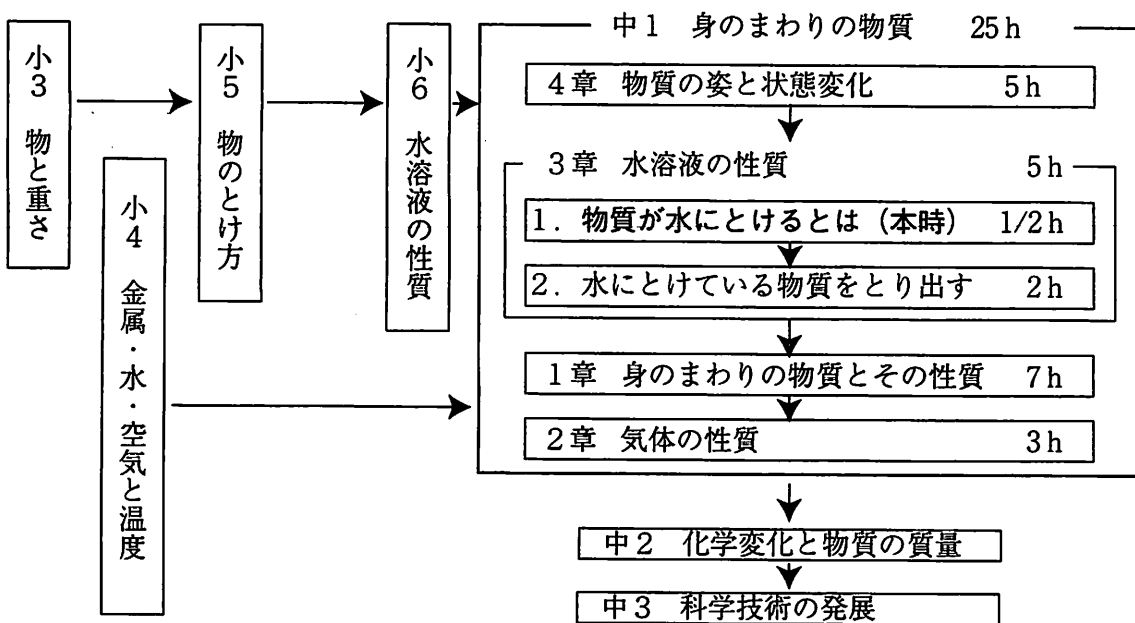 小3 物と重さ
小4 金属・水・空気と温度
小5 物のとけ方
小6 水溶液の性質
中1 身のまわりの物質 25h
4章 物質の姿と状態変化 5h
3章 水溶液の性質 5h
1. 物質が水にとけるとは（本時） 1/2h
2. 水にとけている物質をとり出す 2h
1章 身のまわりの物質とその性質 7h
2章 気体の性質 3h
中2 化学変化と物質の質量
中3 科学技術の発展